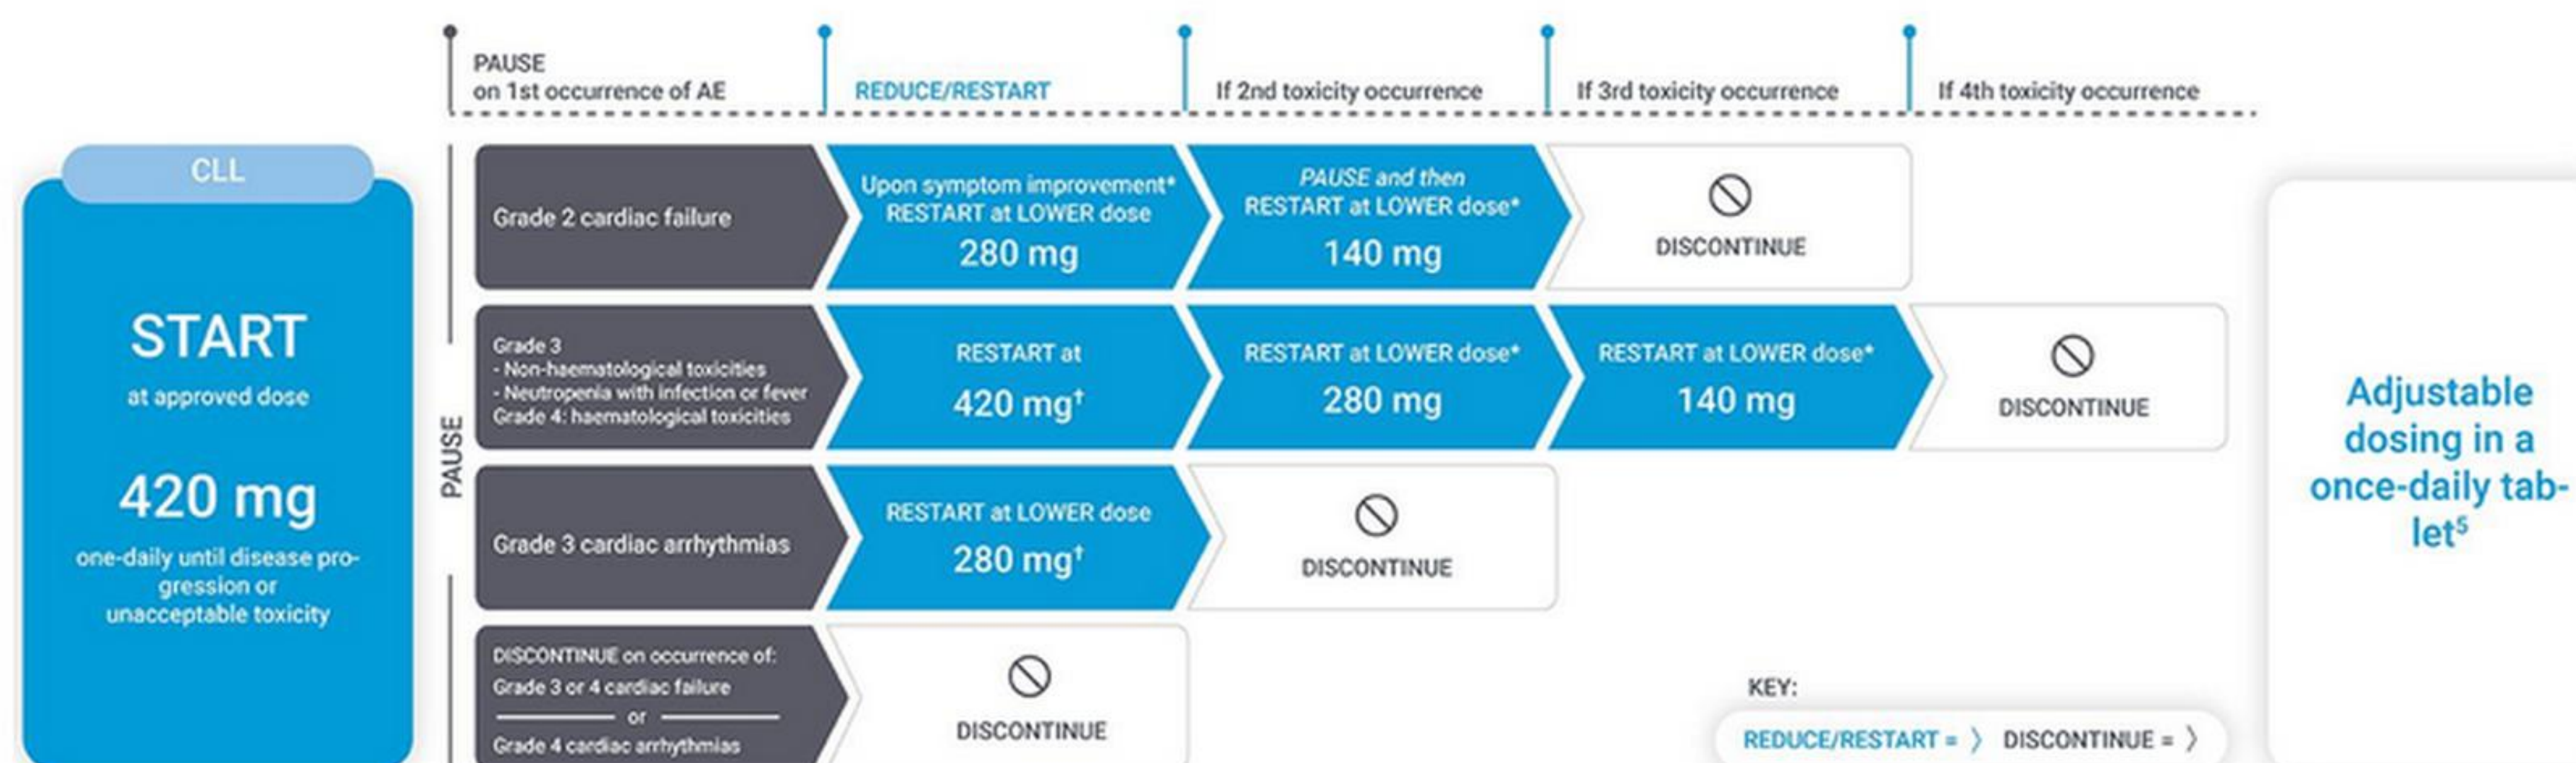 PAUSE
on 1st occurrence of AE
REDUCE/RESTART
If 2nd toxicity occurrence
If 3rd toxicity occurrence
If 4th toxicity occurrence
CLL
START
at approved dose
420 mg
one-daily until disease pro-
gression or
unacceptable toxicity
PAUSE
Grade 2 cardiac failure
Upon symptom improvement*
RESTART at LOWER dose
280 mg
PAUSE and then
RESTART at LOWER dose*
140 mg
DISCONTINUE
Grade 3
- Non-haematological toxicities
- Neutropenia with infection or fever
Grade 4: haematological toxicities
RESTART at
420 mg†
RESTART at LOWER dose*
280 mg
RESTART at LOWER dose*
140 mg
DISCONTINUE
Grade 3 cardiac arrhythmias
RESTART at LOWER dose
280 mg†
DISCONTINUE
DISCONTINUE on occurrence of:
Grade 3 or 4 cardiac failure
or
Grade 4 cardiac arrhythmias
DISCONTINUE
KEY:
REDUCE/RESTART = 〉 DISCONTINUE = 〉
Adjustable
dosing in a
once-daily tab-
let⁵